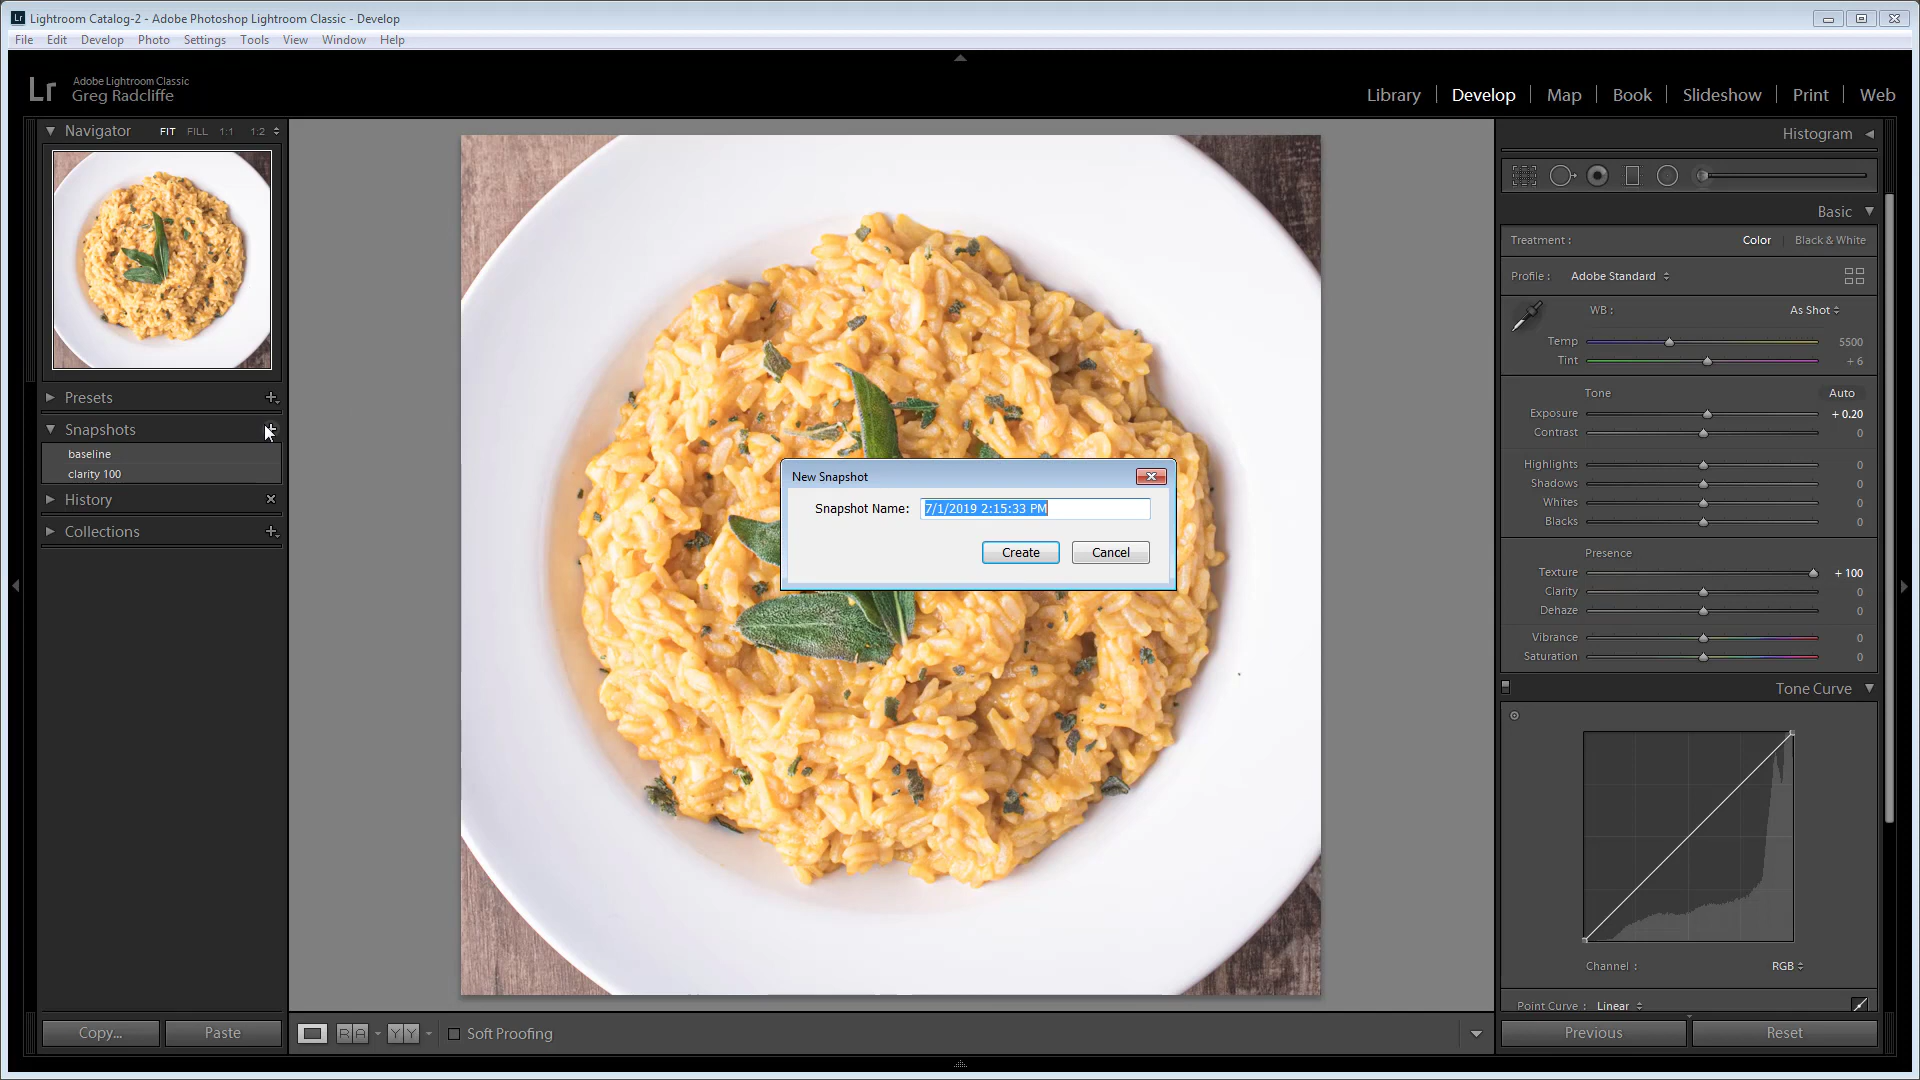 Lr Lightroom Catalog-2 - Adobe Photoshop Lightroom Classic - Develop
File Edit Develop Photo Settings Tools View Window Help
Lr Adobe Lightroom Classic
Greg Radcliffe
Library Develop Map Book Slideshow Print Web
Navigator FIT FILL 1:1 1:2
Presets
Snapshots
baseline
clarity 100
History
Collections
Copy... Paste
New Snapshot
Snapshot Name: 7/1/2019 2:15:33 PM
Create Cancel
R A Y Y Soft Proofing
Histogram
Basic
Treatment : Color Black & White
Profile : Adobe Standard
WB : As Shot
Temp 5500
Tint + 6
Tone Auto
Exposure + 0.20
Contrast 0
Highlights 0
Shadows 0
Whites 0
Blacks 0
Presence
Texture + 100
Clarity 0
Dehaze 0
Vibrance 0
Saturation 0
Tone Curve
Channel : RGB
Point Curve : Linear
Previous Reset